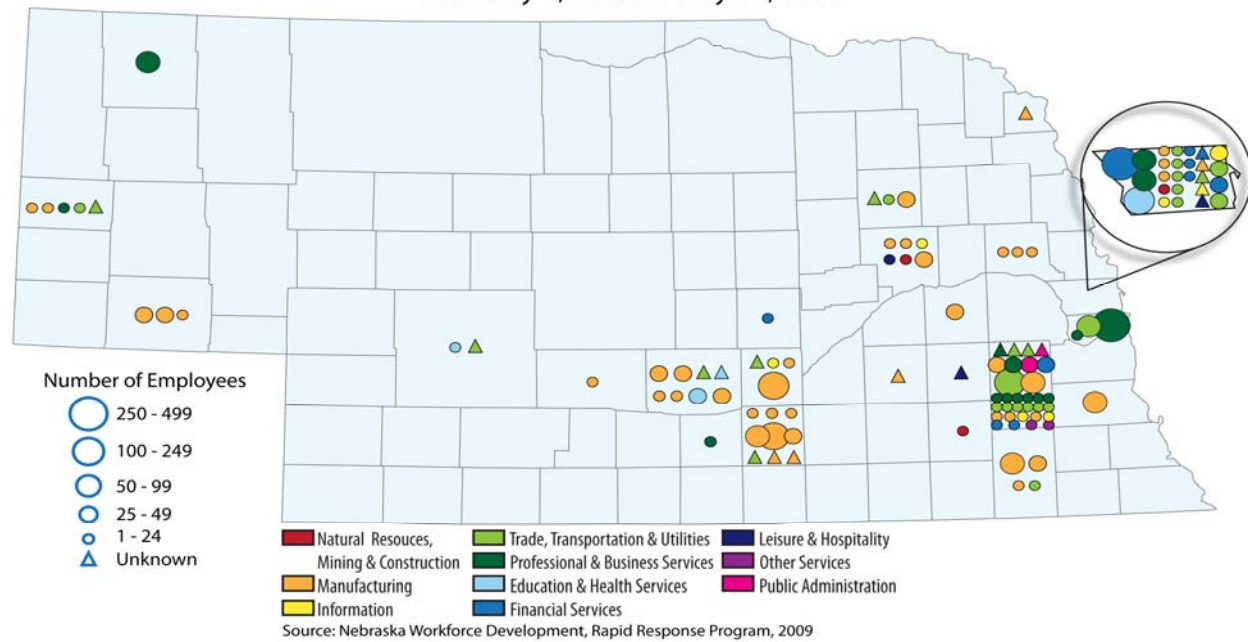 Number of Employees
250 - 499
100 - 249
50 - 99
25 - 49
1 - 24
Unknown
Natural Resouces,
Mining & Construction
Manufacturing
Information
Trade, Transportation & Utilities
Professional & Business Services
Education & Health Services
Financial Services
Leisure & Hospitality
Other Services
Public Administration
Source: Nebraska Workforce Development, Rapid Response Program, 2009